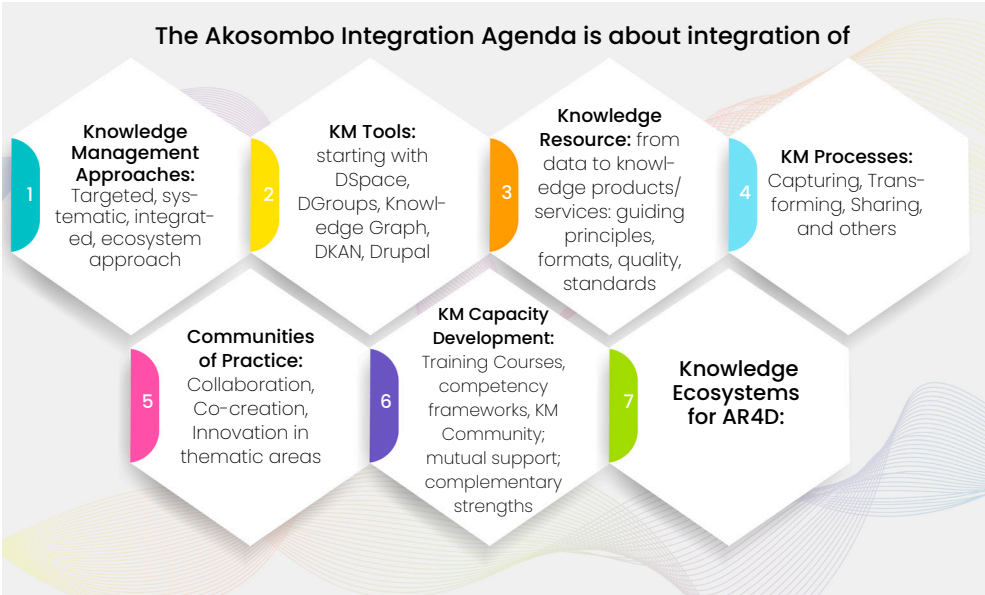 The Akosombo Integration Agenda is about integration of
1
Knowledge
Management
Approaches:
Targeted, sys-
tematic, integrat-
ed, ecosystem
approach
2
KM Tools:
starting with
DSpace,
DGroups, Knowl-
edge Graph,
DKAN, Drupal
3
Knowledge
Resource: from
data to knowl-
edge products/
services: guiding
principles,
formats, quality,
standards
4
KM Processes:
Capturing, Trans-
forming, Sharing,
and others
5
Communities
of Practice:
Collaboration,
Co-creation,
Innovation in
thematic areas
6
KM Capacity
Development:
Training Courses,
competency
frameworks, KM
Community;
mutual support;
complementary
strengths
7
Knowledge
Ecosystems
for AR4D: